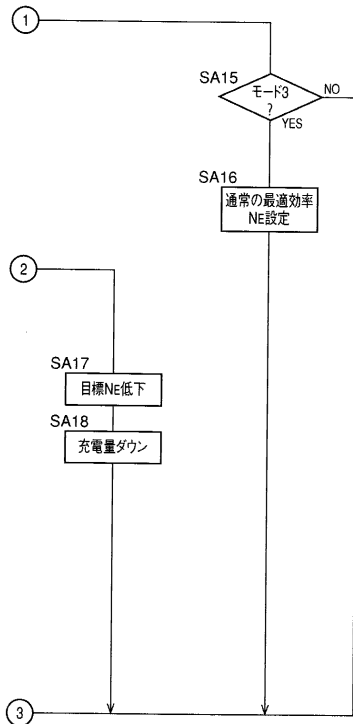 1
SA15
モード3
?
NO
YES
SA16
通常の最適効率
NE設定
2
SA17
目標NE低下
SA18
充電量ダウン
3